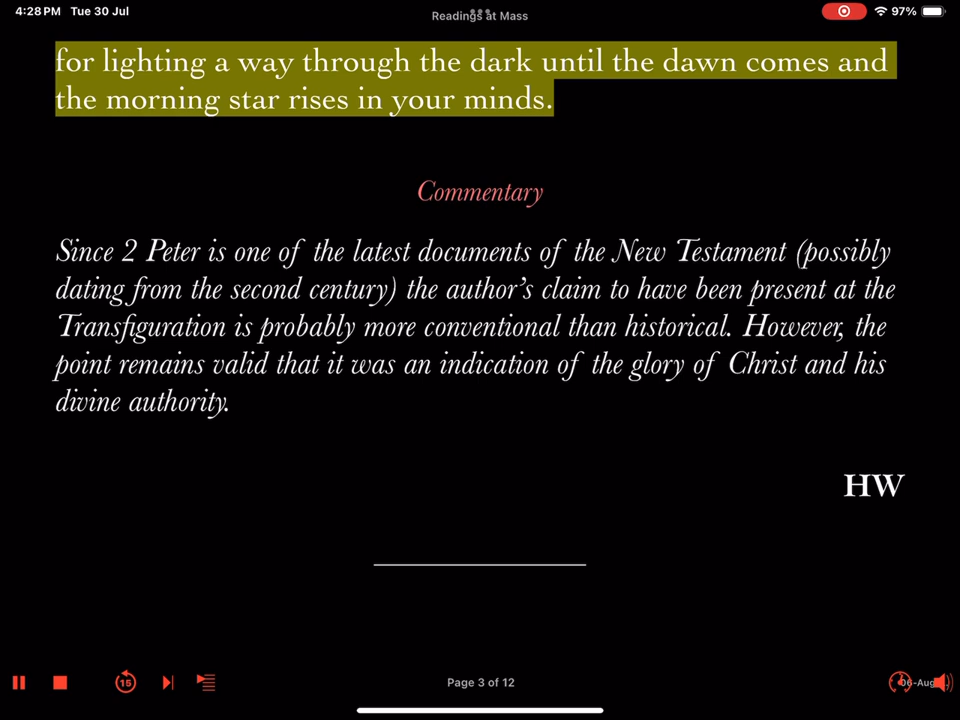 4:28 PM Tue 30 Jul
Readings at Mass
97%
for lighting a way through the dark until the dawn comes and
the morning star rises in your minds.
Commentary
Since 2 Peter is one of the latest documents of the New Testament (possibly
dating from the second century) the author’s claim to have been present at the
Transfiguration is probably more conventional than historical. However, the
point remains valid that it was an indication of the glory of Christ and his
divine authority.
HW
15
Page 3 of 12
06-Aug